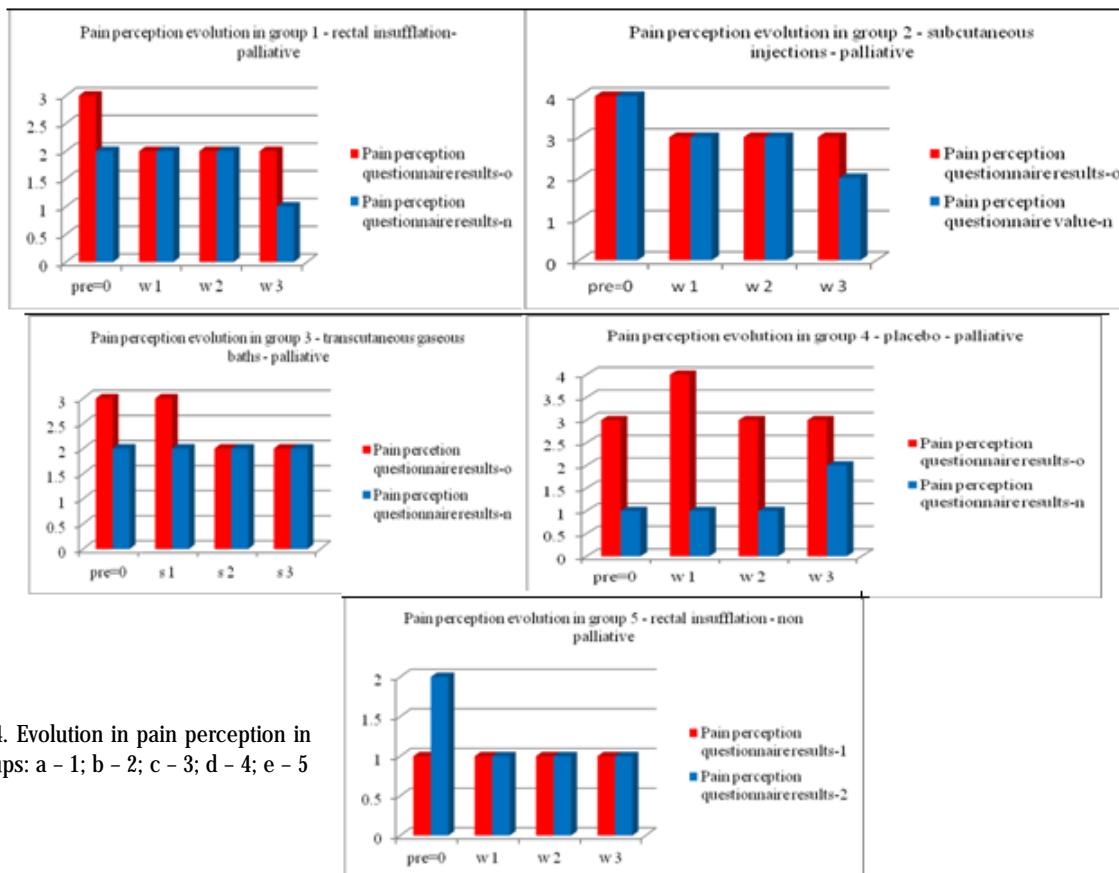 Pain perception evolution in group 1 - rectal insufflation-
palliative
3
2.5
2
1.5
1
0.5
0
pre=0 w 1 w 2 w 3
Pain perception
questionnaire results-o
Pain perception
questionnaire results-n
Pain perception evolution in group 2 - subcutaneous
injections - palliative
4
3
2
1
0
pre=0 w 1 w 2 w 3
Pain perception
questionnaire results-o
Pain perception
questionnaire value-n
Pain perception evolution in group 3 - transcutaneous gaseous
baths - palliative
3
2.5
2
1.5
1
0.5
0
pre=0 s 1 s 2 s 3
Pain percetion
questionnaire results-o
Pain perception
questionnaire results-n
Pain perception evolution in group 4 - placebo - palliative
4
3.5
3
2.5
2
1.5
1
0.5
0
pre=0 w 1 w 2 w 3
Pain perception
questionnaire results-o
Pain perception
questionnaire results-n
Pain perception evolution in group 5 - rectal insufflation - non
palliative
2
1.5
1
0.5
0
pre=0 w 1 w 2 w 3
Pain perception
questionnaire results-1
Pain perception
questionnaire results-2
4. Evolution in pain perception in
ups: a – 1; b – 2; c – 3; d – 4; e – 5